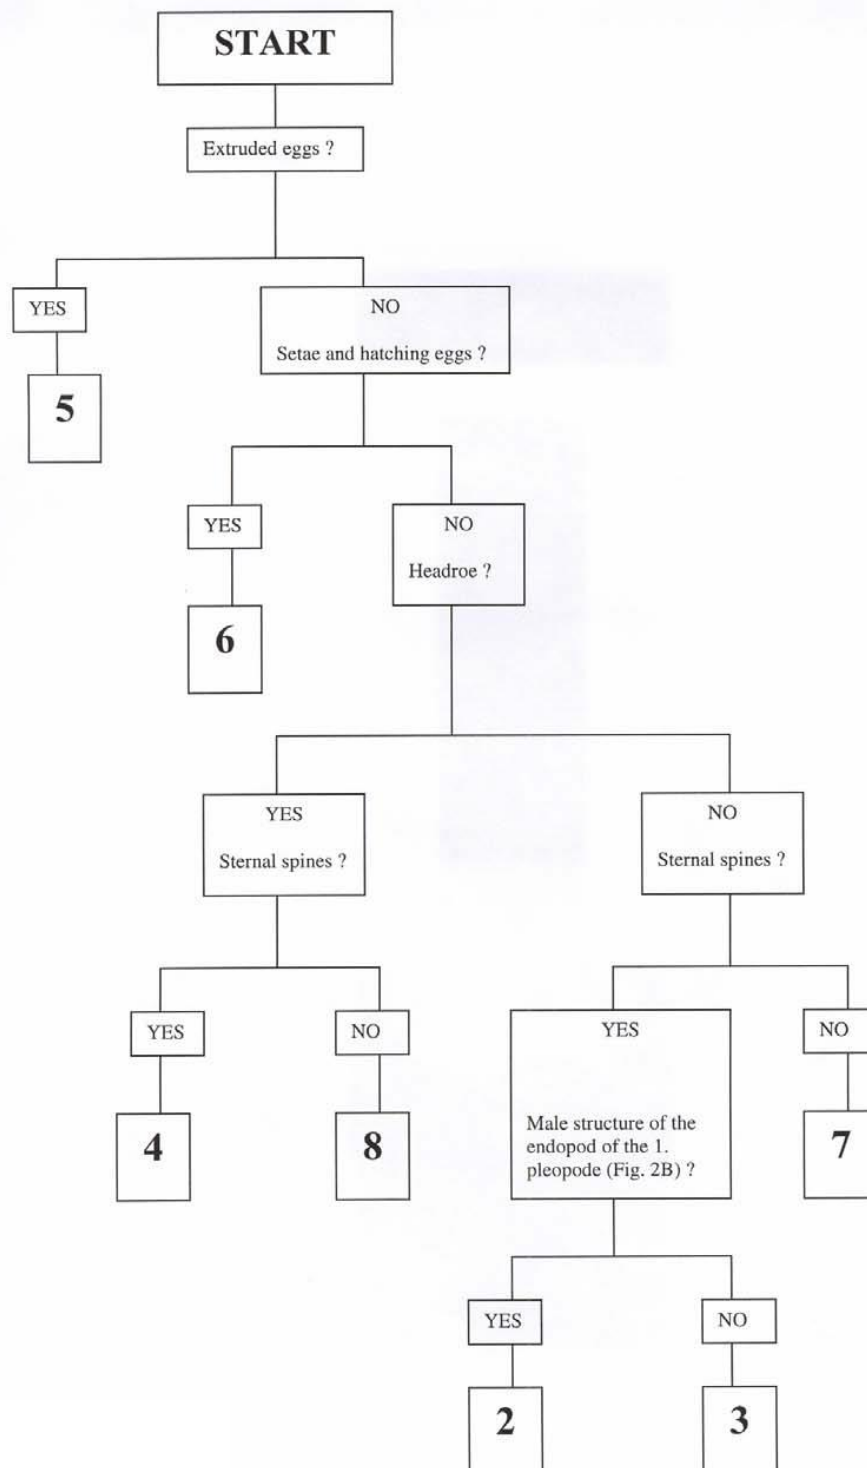 START
Extruded eggs ?
YES
NO
Setae and hatching eggs ?
5
YES
NO
Headroe ?
6
YES
Sternal spines ?
NO
Sternal spines ?
YES
NO
YES
NO
Male structure of the
endopod of the 1.
pleopode (Fig. 2B) ?
4
8
7
YES
NO
2
3